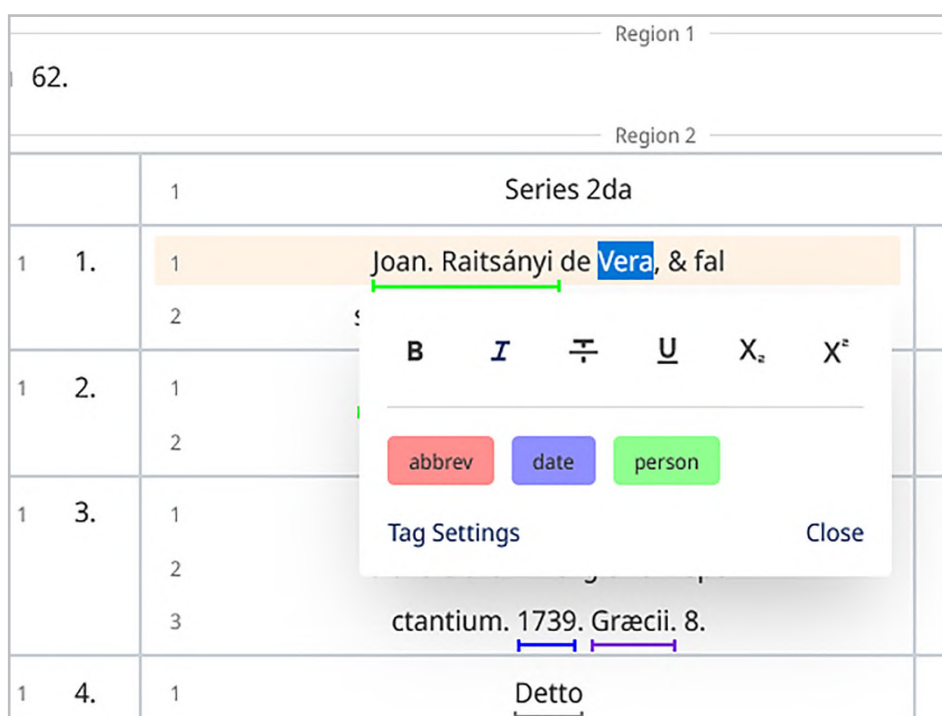 Region 1
62.
Region 2
1 Series 2da
1 1. 1 Joan. Raitsányi de Vera, & fal
2
B I T U X₂ X²
1 2. 1
2
abbrev date person
1 3. 1
Tag Settings Close
2
3 ctantium. 1739. Græcii. 8.
1 4. 1 Detto